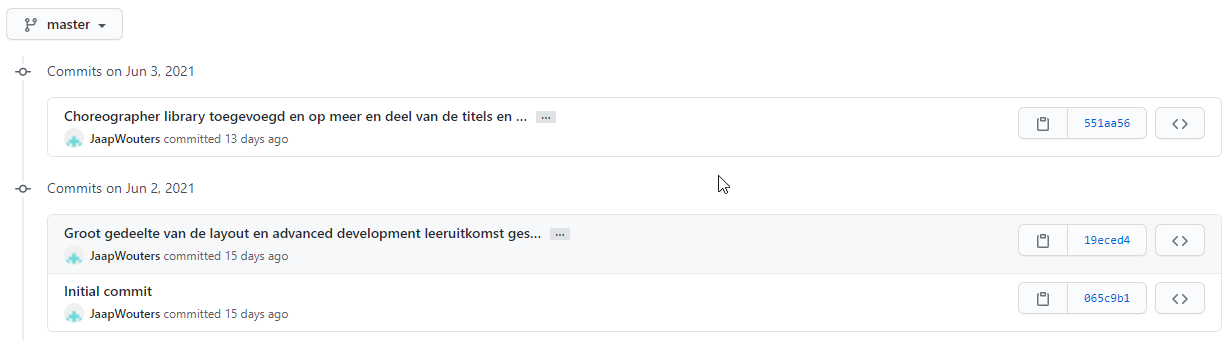 master
Commits on Jun 3, 2021
Choreographer library toegevoegd en op meer en deel van de titels en ... ...
JaapWouters committed 13 days ago
551aa56
Commits on Jun 2, 2021
Groot gedeelte van de layout en advanced development leeruitkomst ges... ...
JaapWouters committed 15 days ago
19eced4
Initial commit
JaapWouters committed 15 days ago
065c9b1